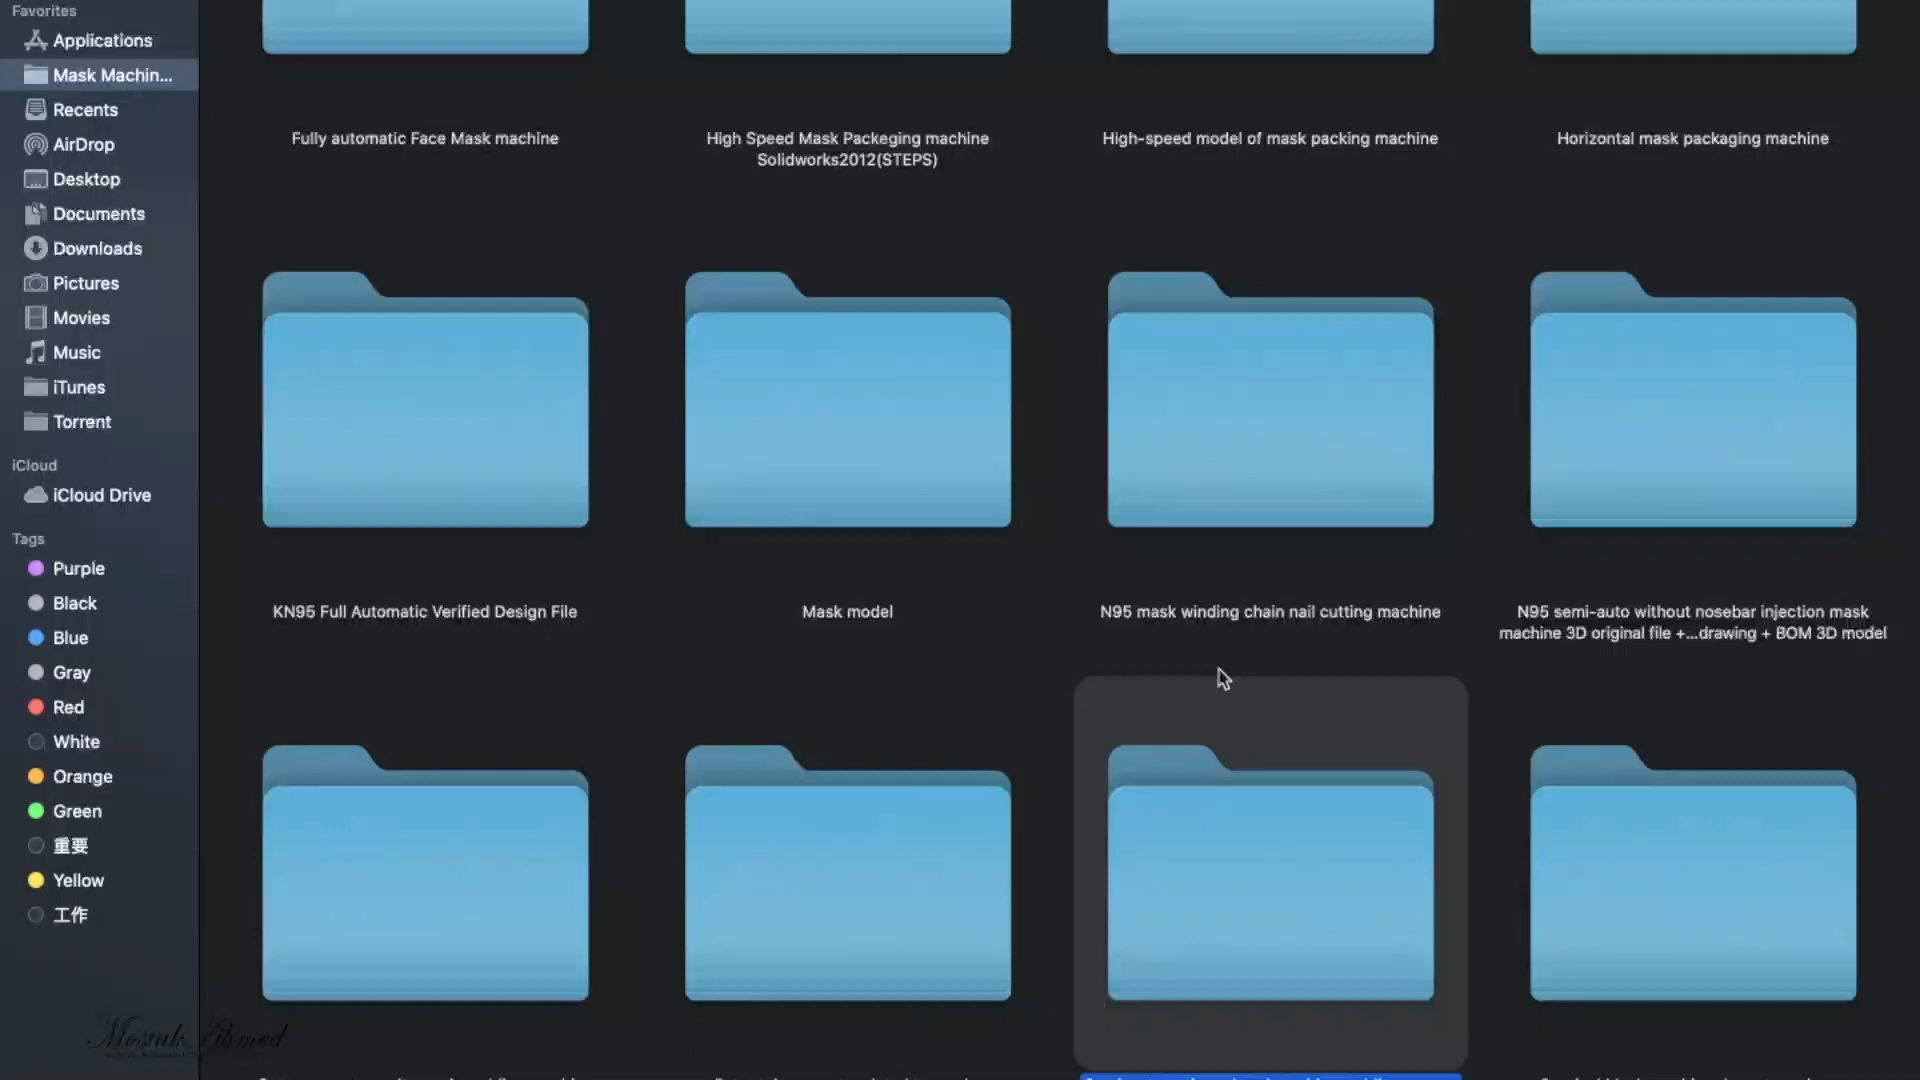 Favorites
Applications
Mask Machin...
Recents
AirDrop
Desktop
Documents
Downloads
Pictures
Movies
Music
iTunes
Torrent
iCloud
iCloud Drive
Tags
Purple
Black
Blue
Gray
Red
White
Orange
Green
重要
Yellow
工作
Fully automatic Face Mask machine
High Speed Mask Packeging machine
Solidworks2012(STEPS)
High-speed model of mask packing machine
Horizontal mask packaging machine
KN95 Full Automatic Verified Design File
Mask model
N95 mask winding chain nail cutting machine
N95 semi-auto without nosebar injection mask
machine 3D original file +...drawing + BOM 3D model
Mostak Ahmed